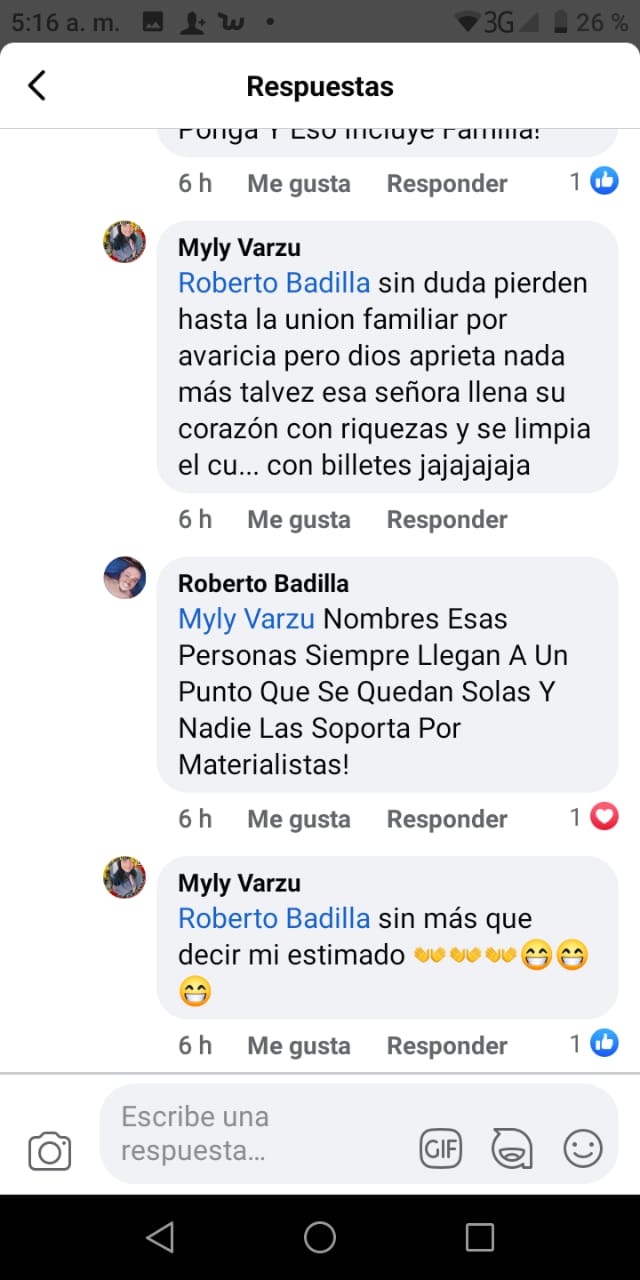 5:16 a. m.
3G
26 %
Respuestas
Ponga Y Eso Incluye Familia!
6 h Me gusta Responder 1
Myly Varzu
Roberto Badilla sin duda pierden
hasta la union familiar por
avaricia pero dios aprieta nada
más talvez esa señora llena su
corazón con riquezas y se limpia
el cu... con billetes jajajajaja
6 h Me gusta Responder
Roberto Badilla
Myly Varzu Nombres Esas
Personas Siempre Llegan A Un
Punto Que Se Quedan Solas Y
Nadie Las Soporta Por
Materialistas!
6 h Me gusta Responder 1
Myly Varzu
Roberto Badilla sin más que
decir mi estimado 👐👐👐😁😁
😁
6 h Me gusta Responder 1
Escribe una
respuesta...
GIF